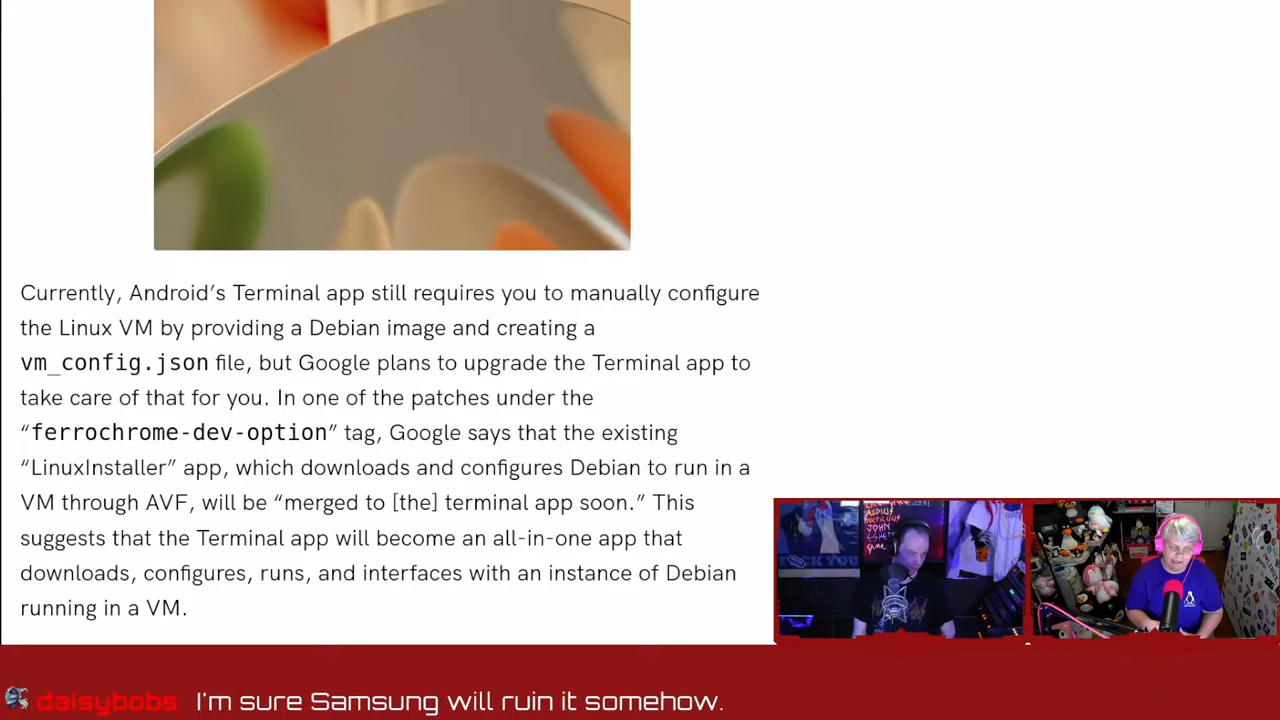 Currently, Android’s Terminal app still requires you to manually configure
the Linux VM by providing a Debian image and creating a
vm_config.json file, but Google plans to upgrade the Terminal app to
take care of that for you. In one of the patches under the
“ferrochrome-dev-option” tag, Google says that the existing
“LinuxInstaller” app, which downloads and configures Debian to run in a
VM through AVF, will be “merged to [the] terminal app soon.” This
suggests that the Terminal app will become an all-in-one app that
downloads, configures, runs, and interfaces with an instance of Debian
running in a VM.
daisybobs I'm sure Samsung will ruin it somehow.